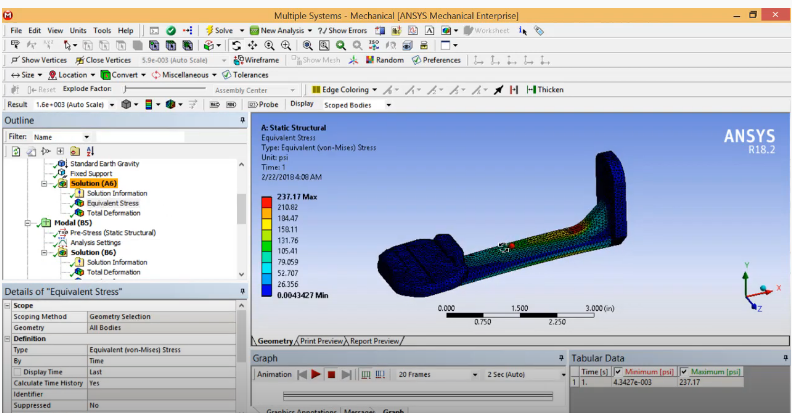 Multiple Systems - Mechanical [ANSYS Mechanical Enterprise]
File Edit View Units Tools Help Solve New Analysis ?/ Show Errors Worksheet
Show Vertices Close Vertices 5.9e-003 (Auto Scale) Wireframe Show Mesh Random Preferences
Size Location Convert Miscellaneous Tolerances
Reset Explode Factor: Assembly Center Edge Coloring Thicken
Result 1.6e+003 (Auto Scale) Probe Display Scoped Bodies
Outline
Filter: Name
Standard Earth Gravity
Fixed Support
Solution (A6)
Solution Information
Equivalent Stress
Total Deformation
Modal (B5)
Pre-Stress (Static Structural)
Analysis Settings
Solution (B6)
Solution Information
Total Deformation
Details of "Equivalent Stress"
Scope
Scoping Method Geometry Selection
Geometry All Bodies
Definition
Type Equivalent (von-Mises) Stress
By Time
Display Time Last
Calculate Time History Yes
Identifier
Suppressed No
A: Static Structural
Equivalent Stress
Type: Equivalent (von-Mises) Stress
Unit: psi
Time: 1
2/22/2018 4:08 AM
237.17 Max
210.82
184.47
158.11
131.76
105.41
79.059
52.707
26.356
0.0043427 Min
ANSYS
R18.2
0.000 1.500 3.000 (in)
0.750 2.250
Y
X
Z
Geometry Print Preview Report Preview
Graph
Animation 20 Frames 2 Sec (Auto)
Graphics Annotations Messages Graph
Tabular Data
Time [s] Minimum [psi] Maximum [psi]
1 1. 4.3427e-003 237.17